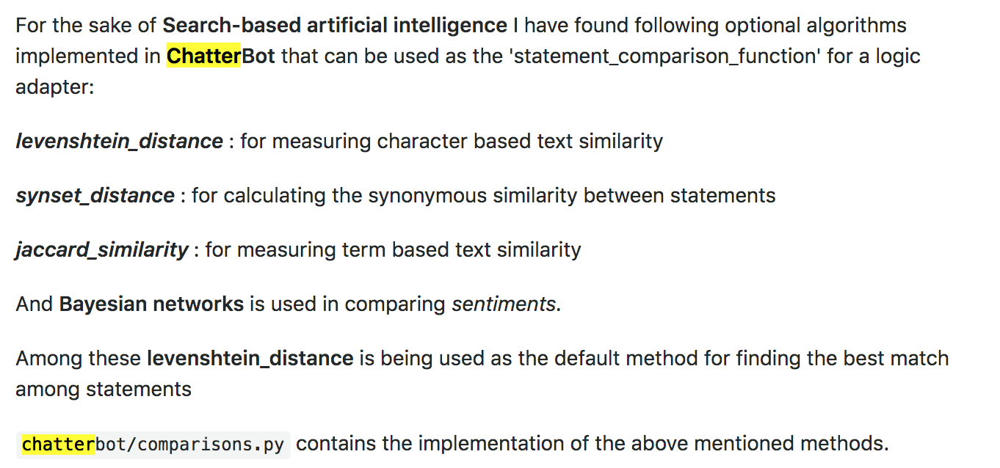 For the sake of Search-based artificial intelligence I have found following optional algorithms
implemented in ChatterBot that can be used as the 'statement_comparison_function' for a logic
adapter:
levenshtein_distance : for measuring character based text similarity
synset_distance : for calculating the synonymous similarity between statements
jaccard_similarity : for measuring term based text similarity
And Bayesian networks is used in comparing sentiments.
Among these levenshtein_distance is being used as the default method for finding the best match
among statements
chatterbot/comparisons.py contains the implementation of the above mentioned methods.